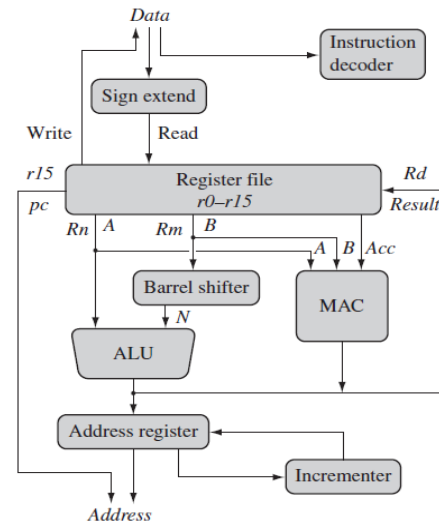 Data
Instruction
decoder
Sign extend
Write
Read
r15
Register file
Rd
r0–r15
pc
Result
Rn
A
Rm
B
A
B
Acc
Barrel shifter
MAC
N
ALU
Address register
Incrementer
Address